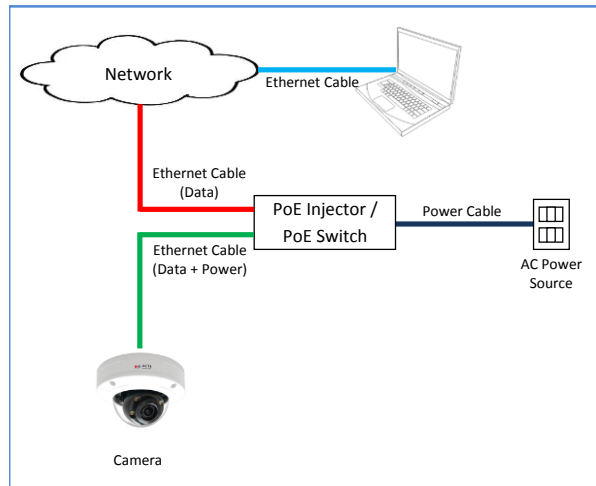 Network
Ethernet Cable
Ethernet Cable
(Data)
PoE Injector /
PoE Switch
Power Cable
Ethernet Cable
(Data + Power)
AC Power
Source
Camera